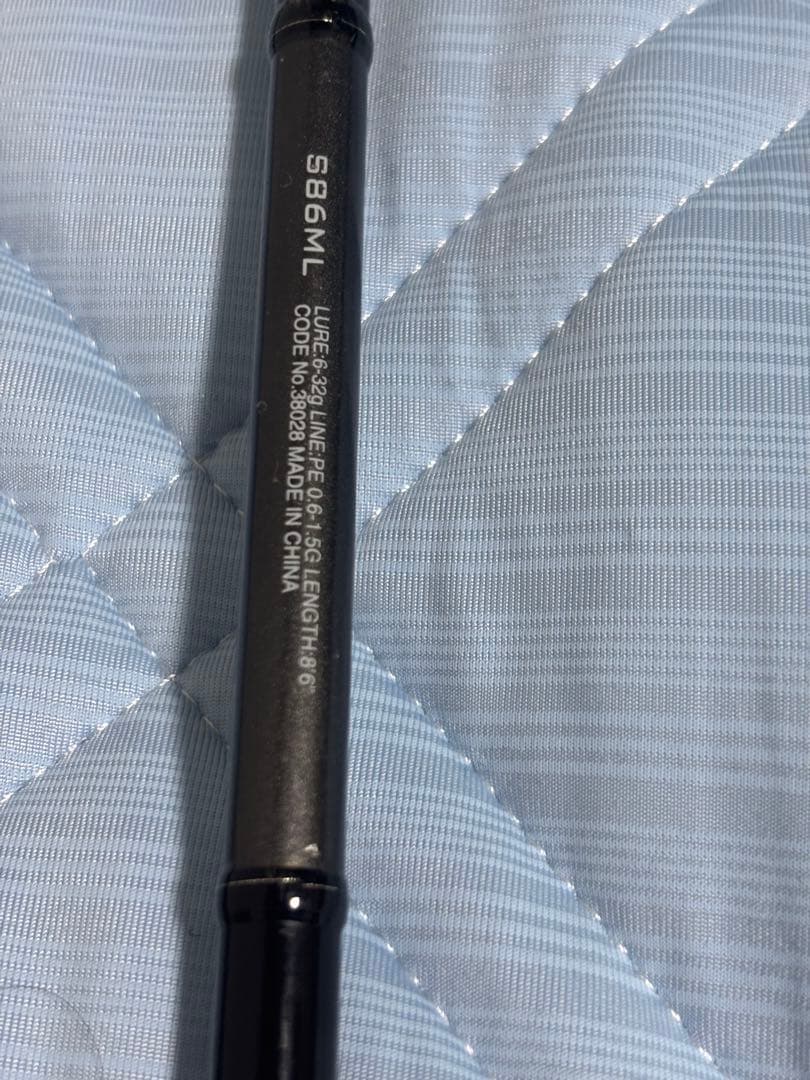 S86ML
LURE:6-32g LINE:PE 0.6-1.5G LENGTH:8'6"
CODE No.38028 MADE IN CHINA